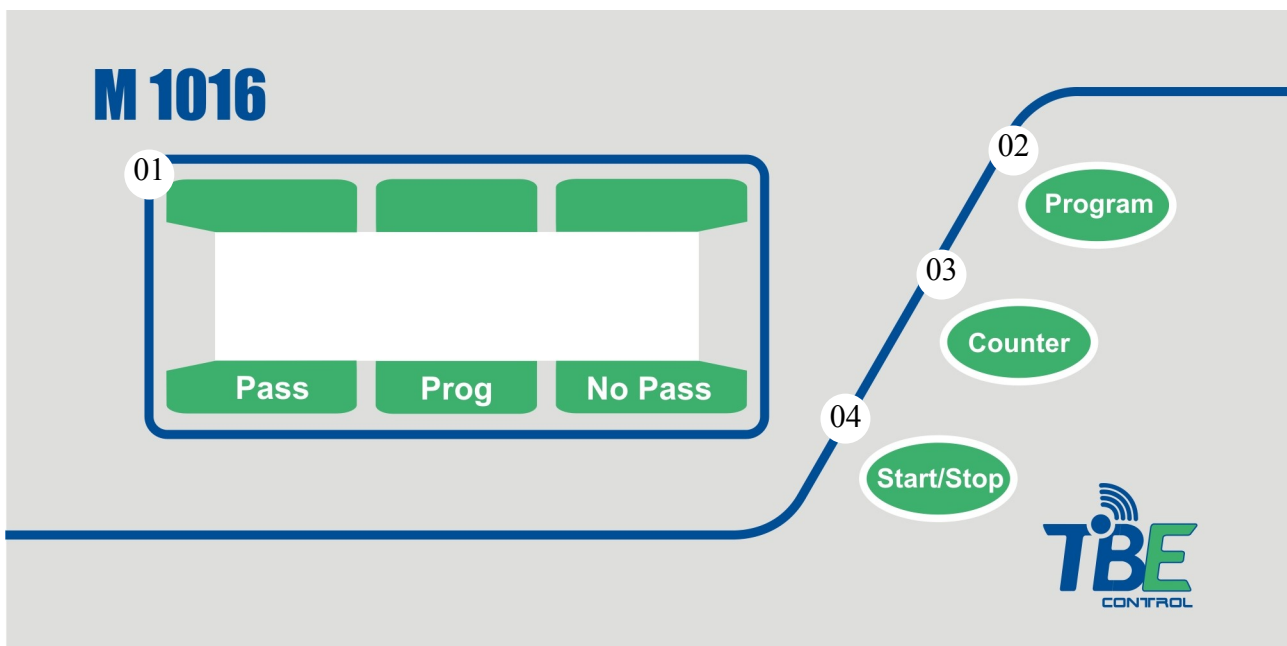 M 1016
01
02
Program
03
Counter
Pass
Prog
No Pass
04
Start/Stop
TBE
CONTROL